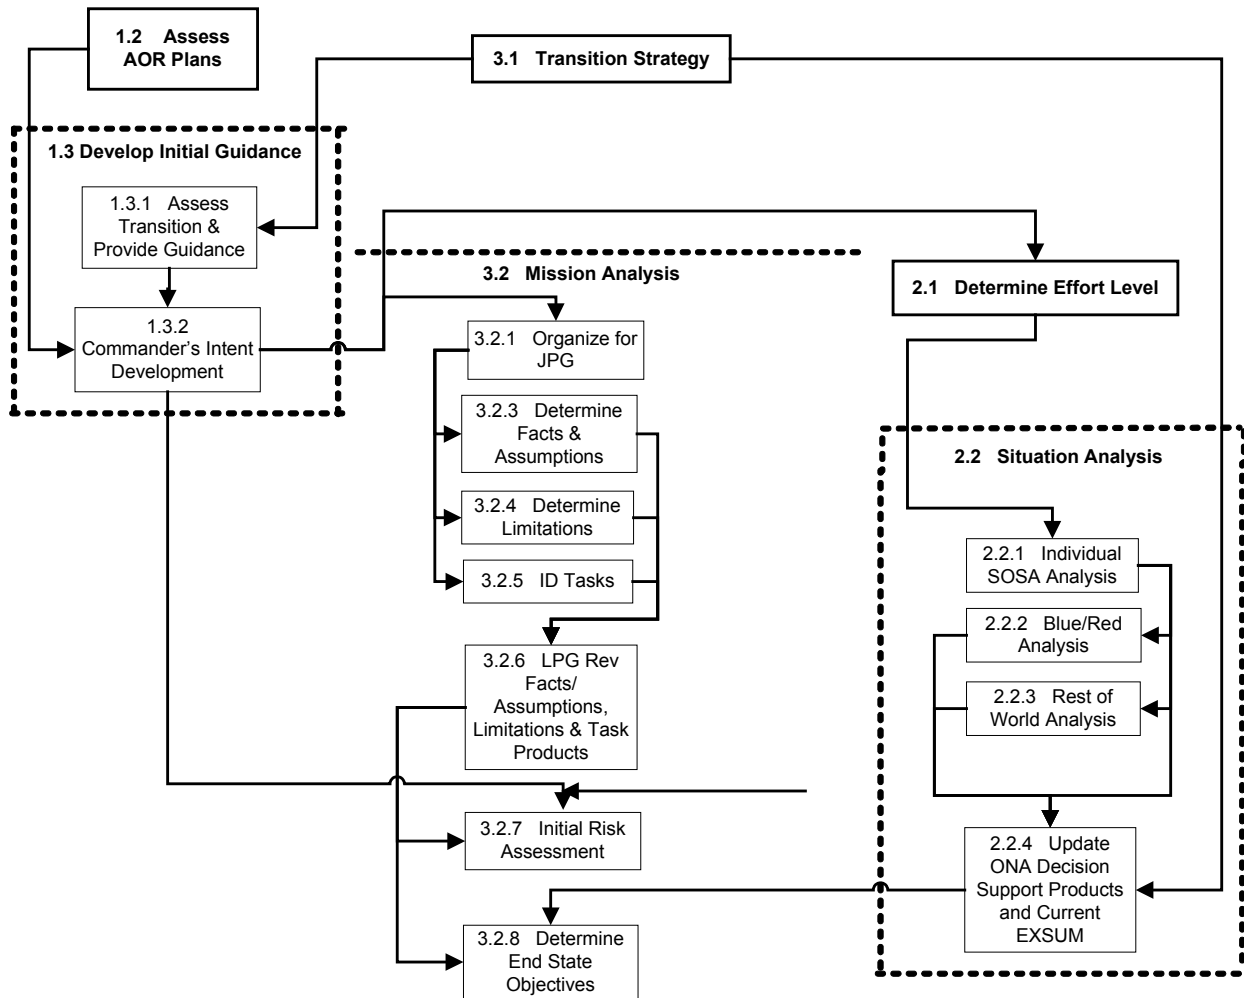 1.2 Assess
AOR Plans
3.1 Transition Strategy
1.3 Develop Initial Guidance
1.3.1 Assess
Transition &
Provide Guidance
1.3.2
Commander's Intent
Development
3.2 Mission Analysis
2.1 Determine Effort Level
3.2.1 Organize for
JPG
3.2.3 Determine
Facts &
Assumptions
3.2.4 Determine
Limitations
3.2.5 ID Tasks
3.2.6 LPG Rev
Facts/
Assumptions,
Limitations & Task
Products
3.2.7 Initial Risk
Assessment
3.2.8 Determine
End State
Objectives
2.2 Situation Analysis
2.2.1 Individual
SOSA Analysis
2.2.2 Blue/Red
Analysis
2.2.3 Rest of
World Analysis
2.2.4 Update
ONA Decision
Support Products
and Current
EXSUM